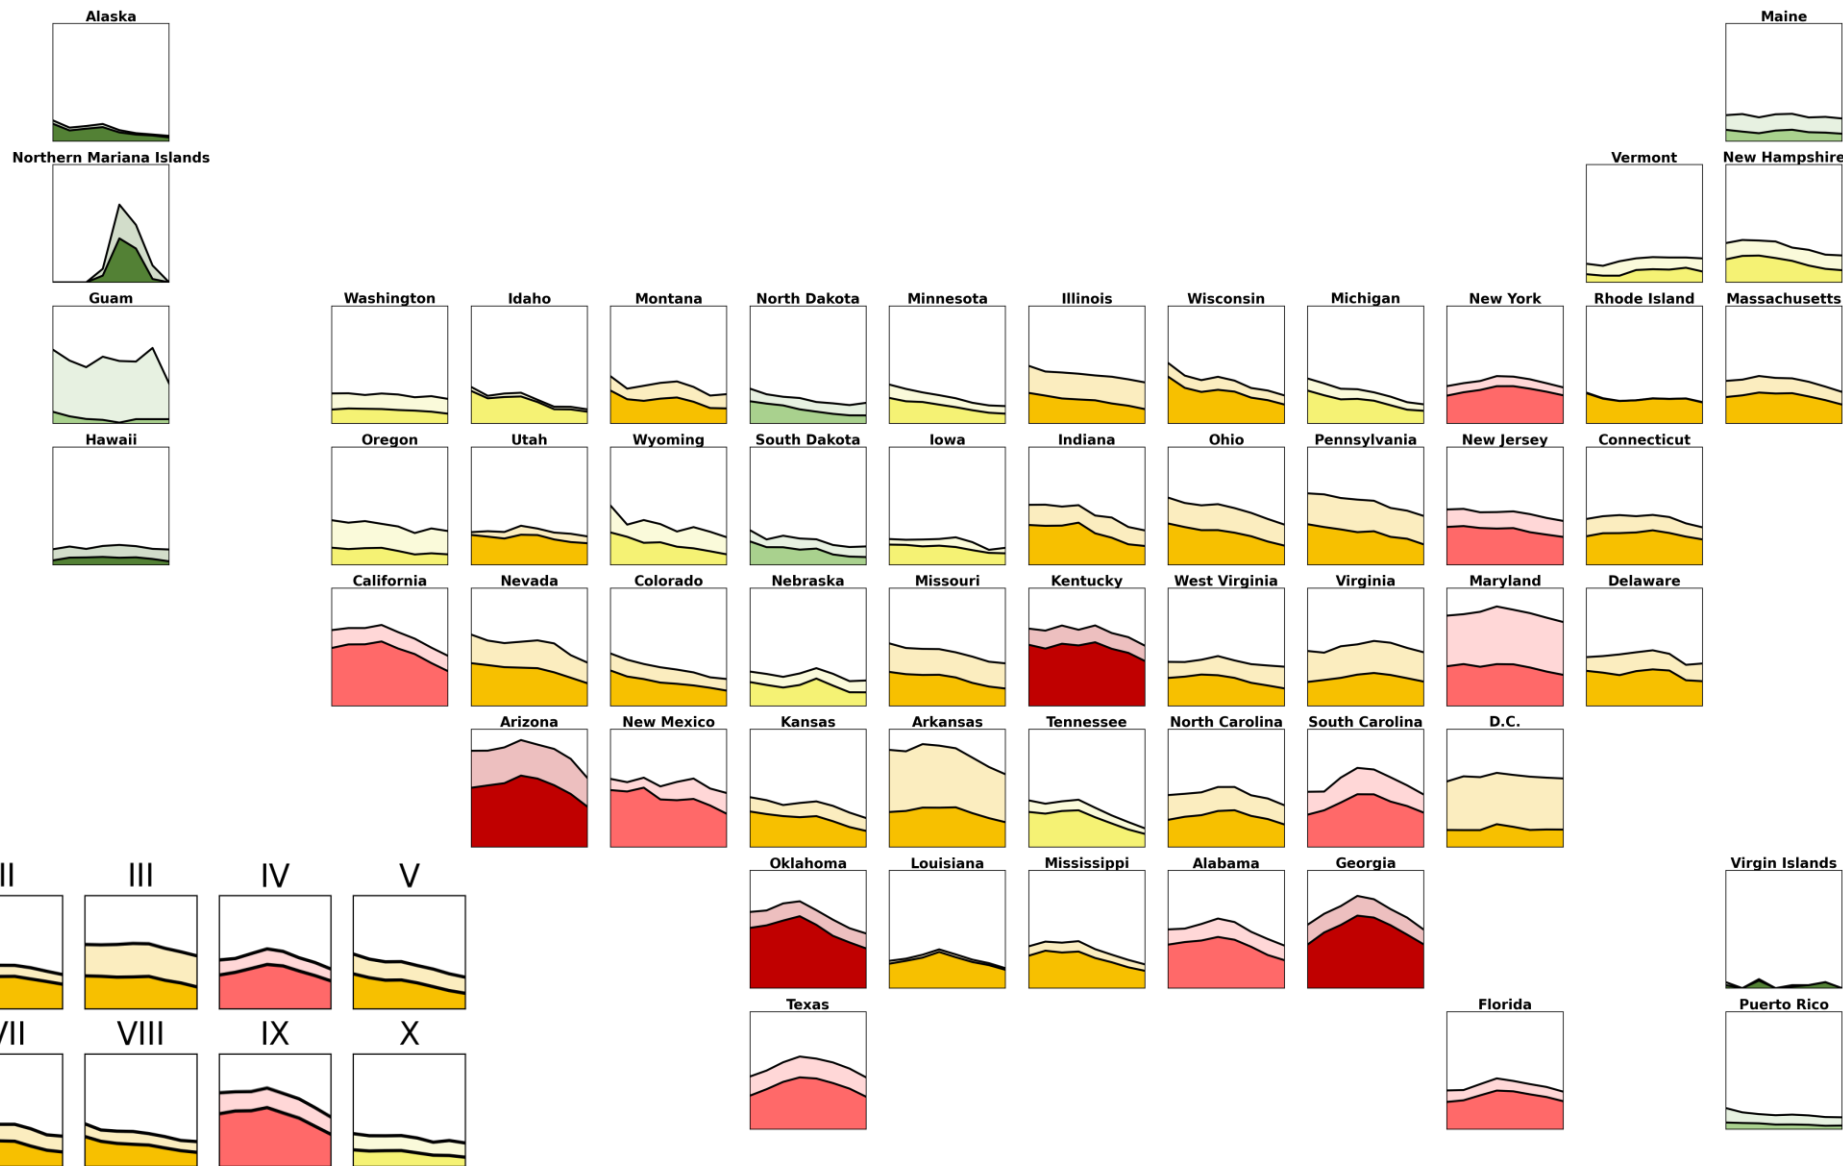 Alaska Maine
Northern Mariana Islands Vermont New Hampshire
Guam Washington Idaho Montana North Dakota Minnesota Illinois Wisconsin Michigan New York Rhode Island Massachusetts
Hawaii Oregon Utah Wyoming South Dakota Iowa Indiana Ohio Pennsylvania New Jersey Connecticut
California Nevada Colorado Nebraska Missouri Kentucky West Virginia Virginia Maryland Delaware
Arizona New Mexico Kansas Arkansas Tennessee North Carolina South Carolina D.C.
Oklahoma Louisiana Mississippi Alabama Georgia Virgin Islands
II III IV V
Texas Florida Puerto Rico
VII VIII IX X